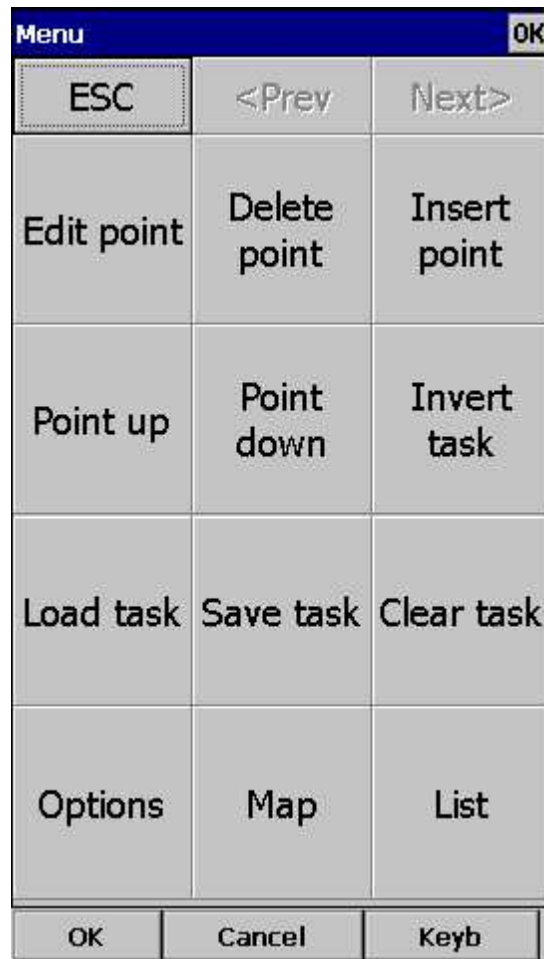 Menu OK
ESC <Prev Next>
Edit point Delete point Insert point
Point up Point down Invert task
Load task Save task Clear task
Options Map List
OK Cancel Keyb